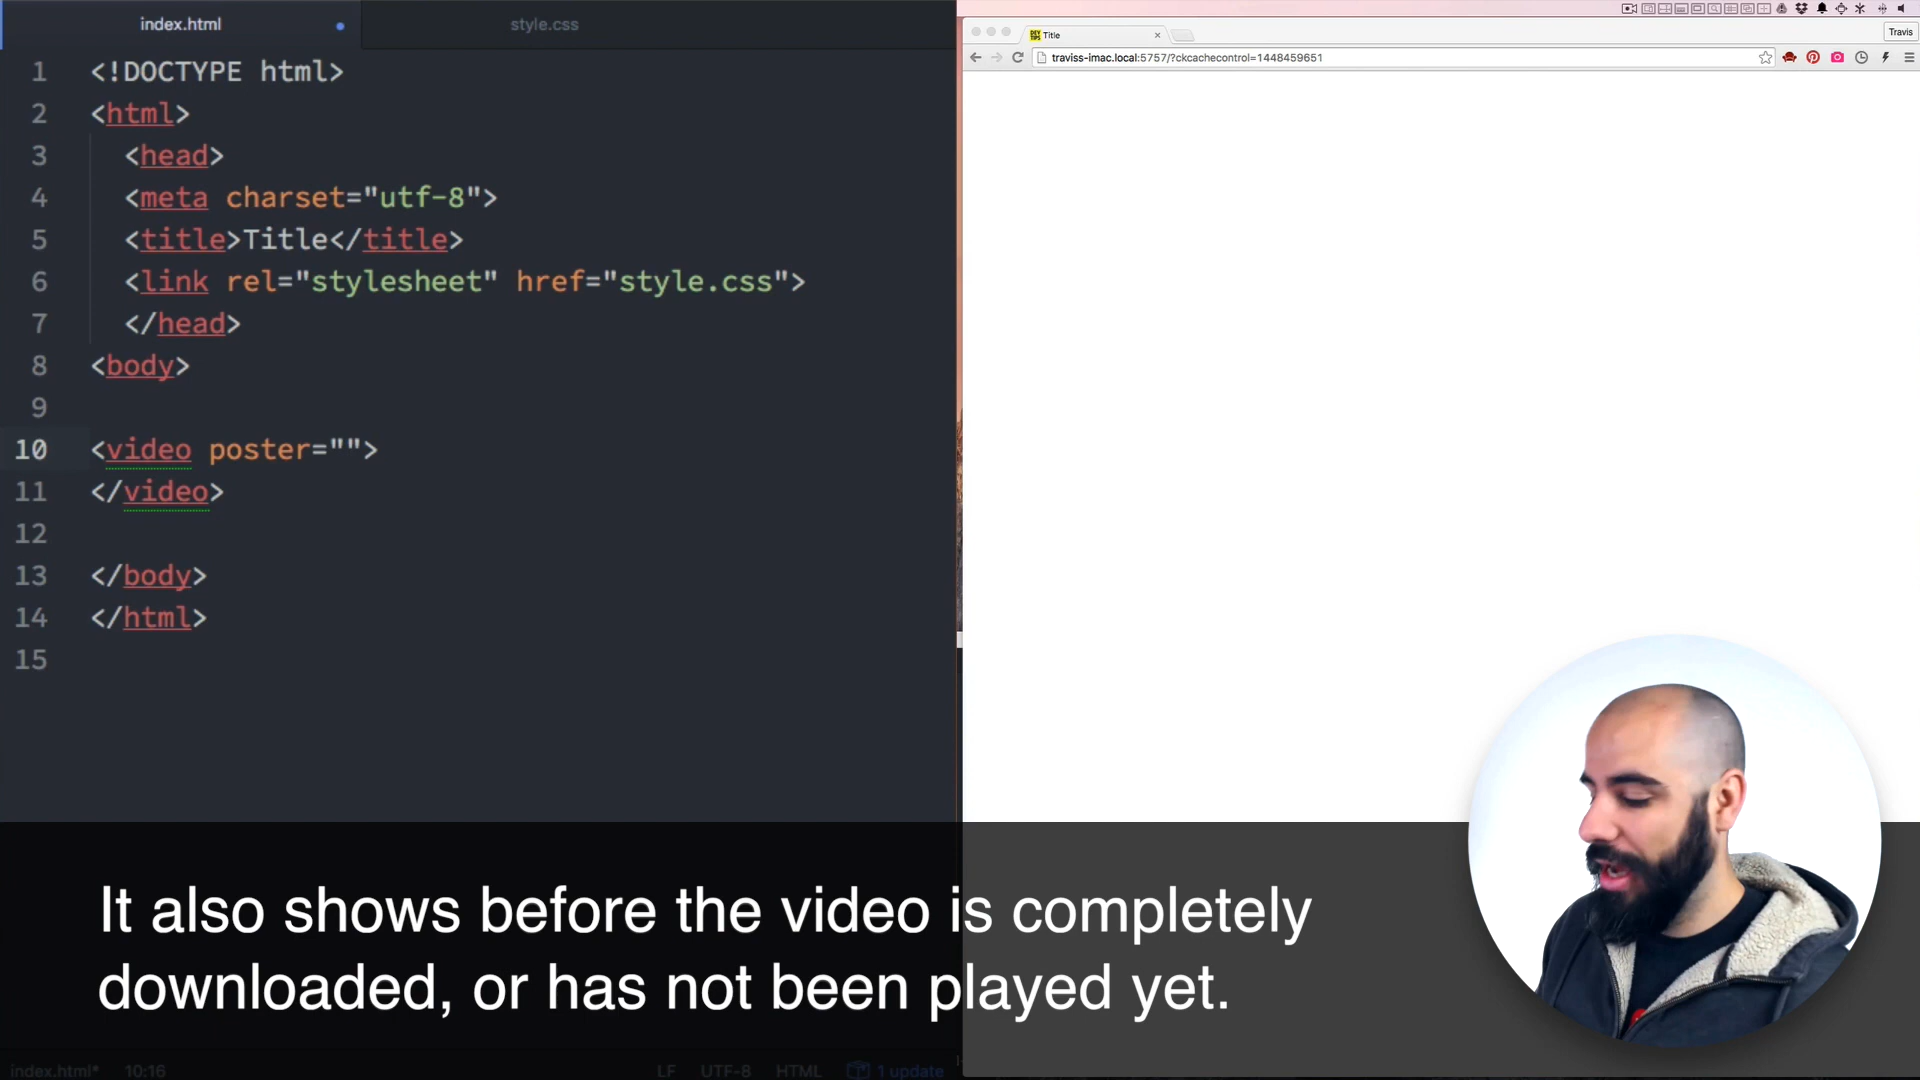 index.html
style.css
1 <!DOCTYPE html>
2 <html>
3 <head>
4 <meta charset="utf-8">
5 <title>Title</title>
6 <link rel="stylesheet" href="style.css">
7 </head>
8 <body>
9
10 <video poster="">
11 </video>
12
13 </body>
14 </html>
15
index.html* 10:16 LF UTF-8 HTML 1 update
Title
Travis
traviss-imac.local:5757/?ckcachecontrol=1448459651
It also shows before the video is completely
downloaded, or has not been played yet.